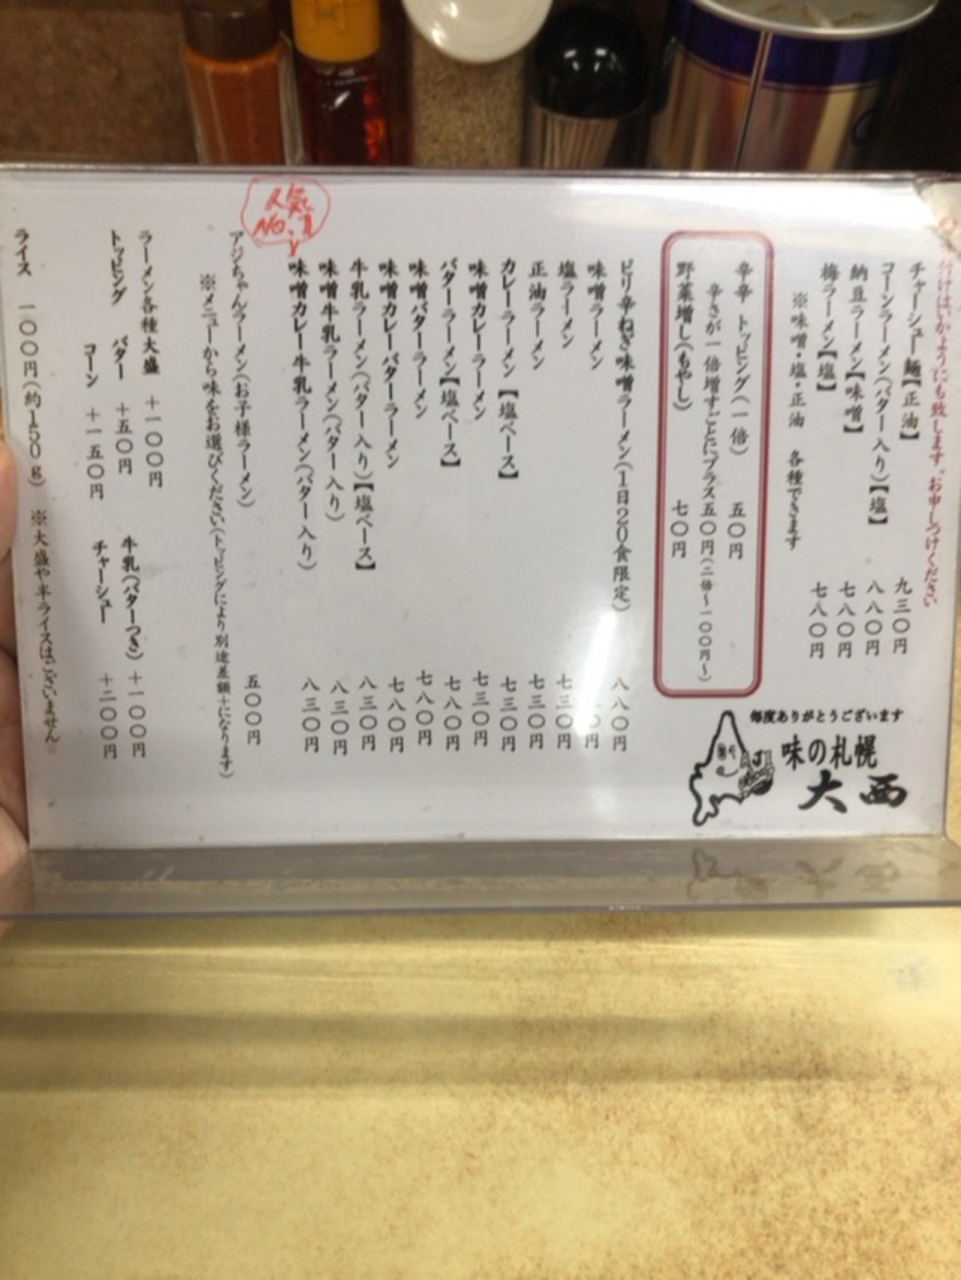 付けはいかようにも致します。お申しつけください
チャーシュー麺【正油】 九三〇円
コーンラーメン(バター入り)【塩】 八八〇円
納豆ラーメン【味噌】 七八〇円
梅ラーメン【塩】 七八〇円
※味噌・塩・正油 各種できます
辛辛 トッピング(一倍) 五〇円
辛さが一倍増すごとにプラス五〇円(二倍〜一〇〇円〜)
野菜増し(もやし) 七〇円
毎度ありがとうございます
味の札幌
大西
ピリ辛ねぎ味噌ラーメン(1日20食限定) 八八〇円
味噌ラーメン 〇円
塩ラーメン 七三〇円
正油ラーメン 七三〇円
カレーラーメン【塩ベース】 七三〇円
味噌カレーラーメン 七三〇円
バターラーメン【塩ベース】 七八〇円
味噌バターラーメン 七八〇円
味噌カレーバターラーメン 七八〇円
牛乳ラーメン(バター入り)【塩ベース】 八三〇円
味噌牛乳ラーメン(バター入り) 八三〇円
人気
NO.1
味噌カレー牛乳ラーメン(バター入り) 八三〇円
アジちゃんラーメン(お子様ラーメン) 五〇〇円
※メニューから味をお選びください(トッピングにより別途差額+になります)
ラーメン各種大盛 +一〇〇円
トッピング バター +五〇円 牛乳(バターつき) +一〇〇円
コーン +一五〇円 チャーシュー +二〇〇円
ライス 一〇〇円(約150g) ※大盛や半ライスはございません